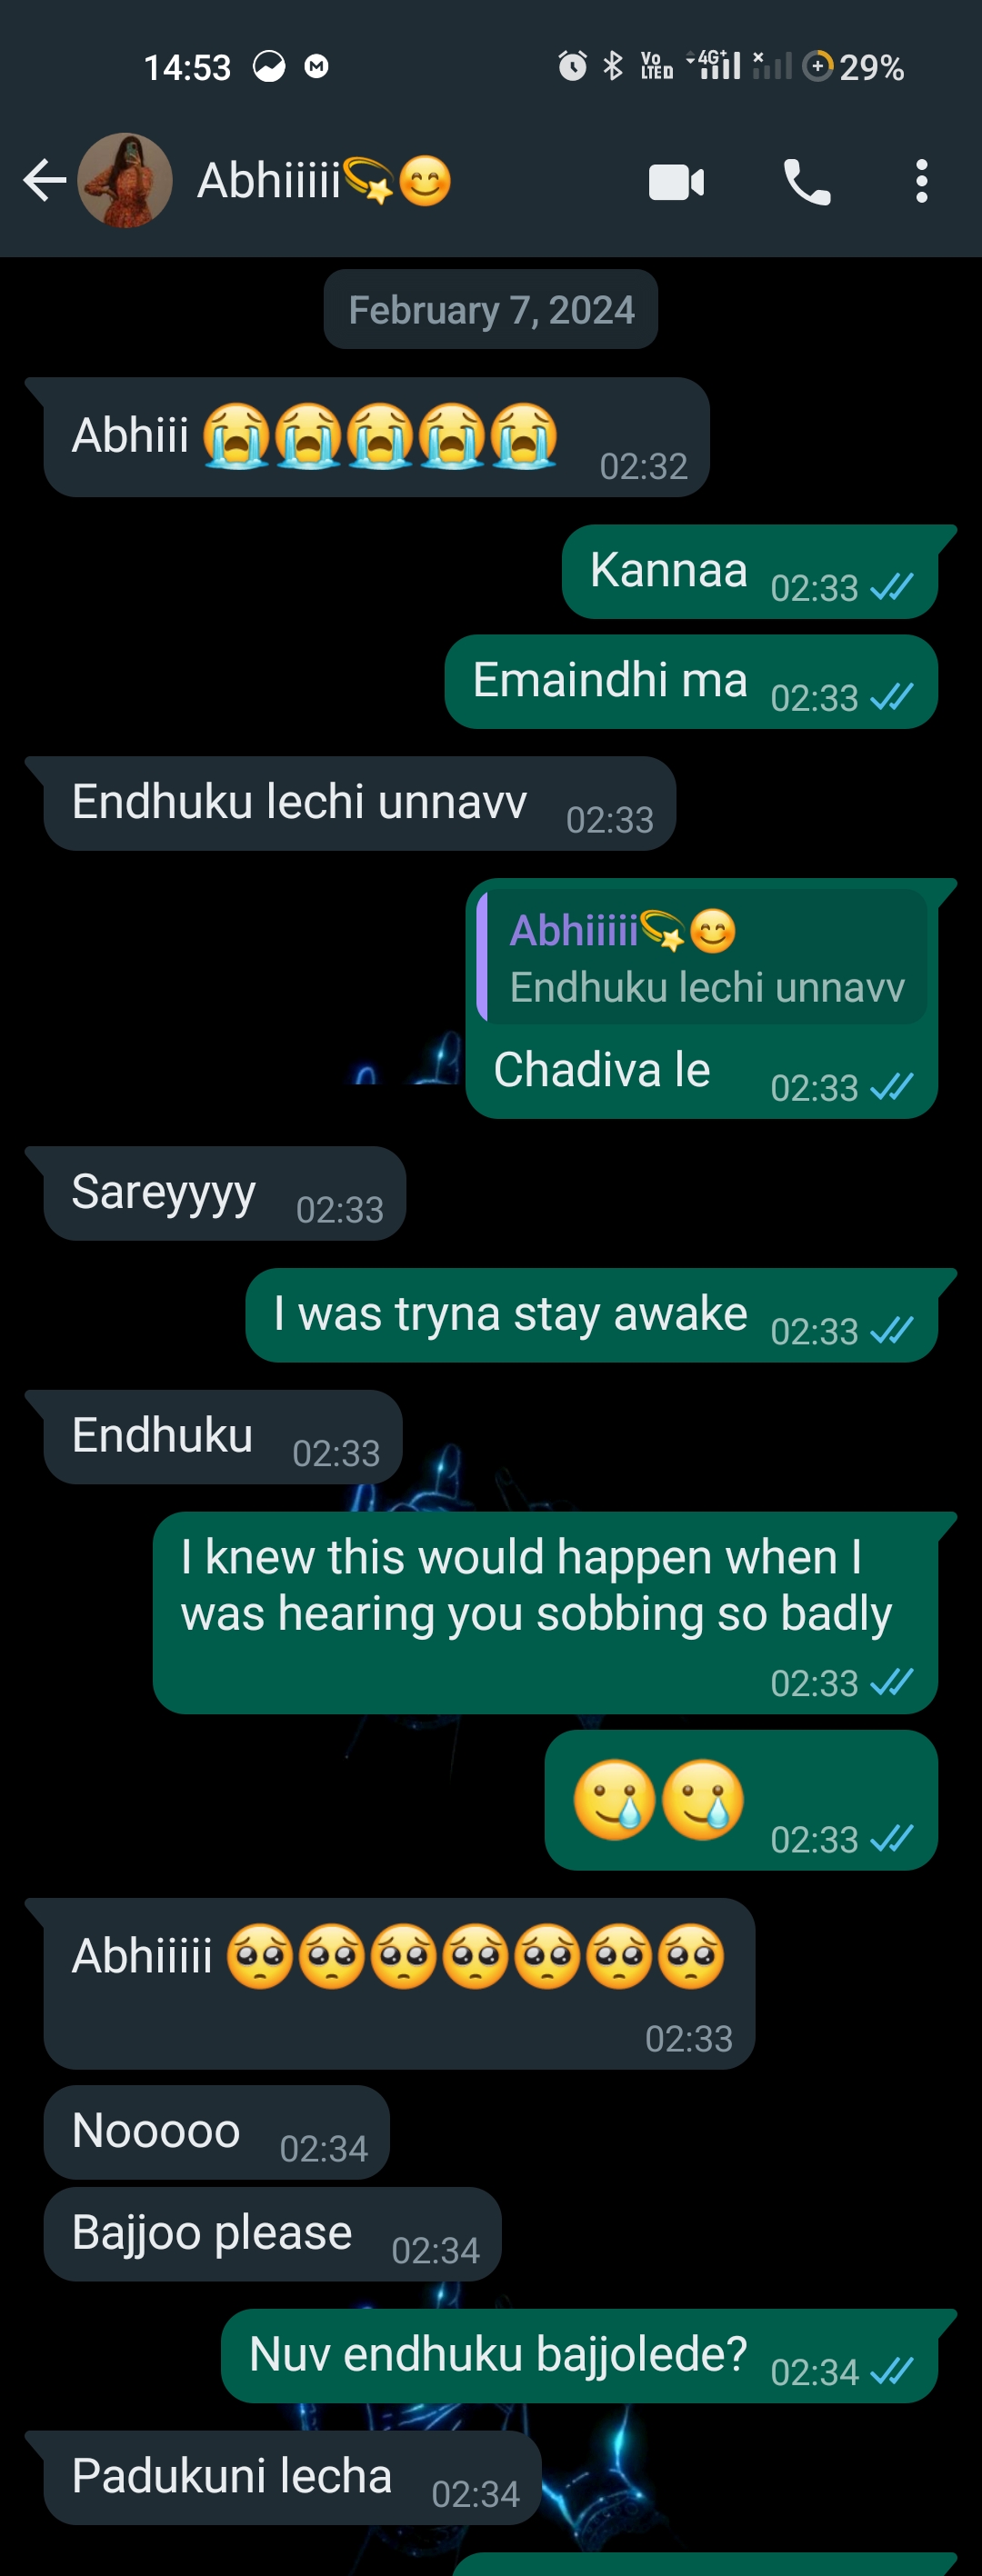 14:53 VoLTED 4G+ 29%
Abhiiiii💫😊
February 7, 2024
Abhiii 😭😭😭😭😭 02:32
Kannaa 02:33
Emaindhi ma 02:33
Endhuku lechi unnavv 02:33
Abhiiiii💫😊
Endhuku lechi unnavv
Chadiva le 02:33
Sareyyyy 02:33
I was tryna stay awake 02:33
Endhuku 02:33
I knew this would happen when I
was hearing you sobbing so badly
02:33
🥲🥲 02:33
Abhiiiii 🥺🥺🥺🥺🥺🥺🥺
02:33
Nooooo 02:34
Bajjoo please 02:34
Nuv endhuku bajjolede? 02:34
Padukuni lecha 02:34